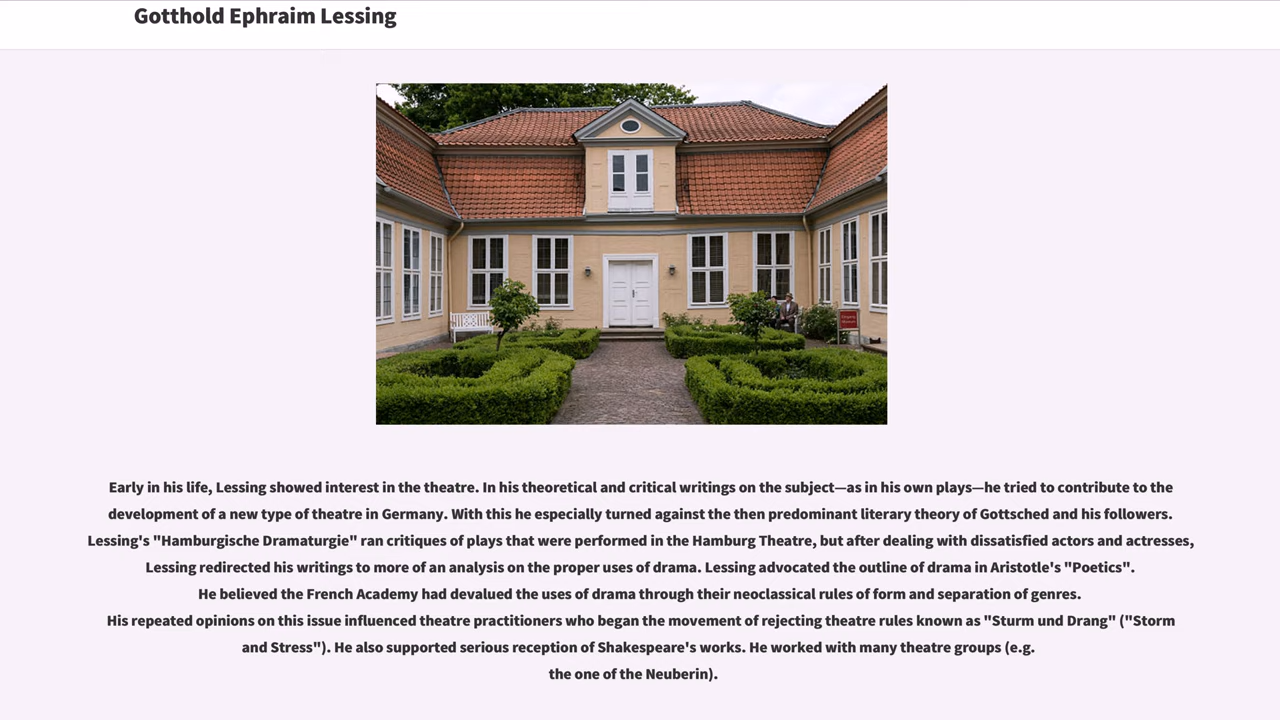 Gotthold Ephraim Lessing
Early in his life, Lessing showed interest in the theatre. In his theoretical and critical writings on the subject—as in his own plays—he tried to contribute to the
development of a new type of theatre in Germany. With this he especially turned against the then predominant literary theory of Gottsched and his followers.
Lessing's "Hamburgische Dramaturgie" ran critiques of plays that were performed in the Hamburg Theatre, but after dealing with dissatisfied actors and actresses,
Lessing redirected his writings to more of an analysis on the proper uses of drama. Lessing advocated the outline of drama in Aristotle's "Poetics".
He believed the French Academy had devalued the uses of drama through their neoclassical rules of form and separation of genres.
His repeated opinions on this issue influenced theatre practitioners who began the movement of rejecting theatre rules known as "Sturm und Drang" ("Storm
and Stress"). He also supported serious reception of Shakespeare's works. He worked with many theatre groups (e.g.
the one of the Neuberin).